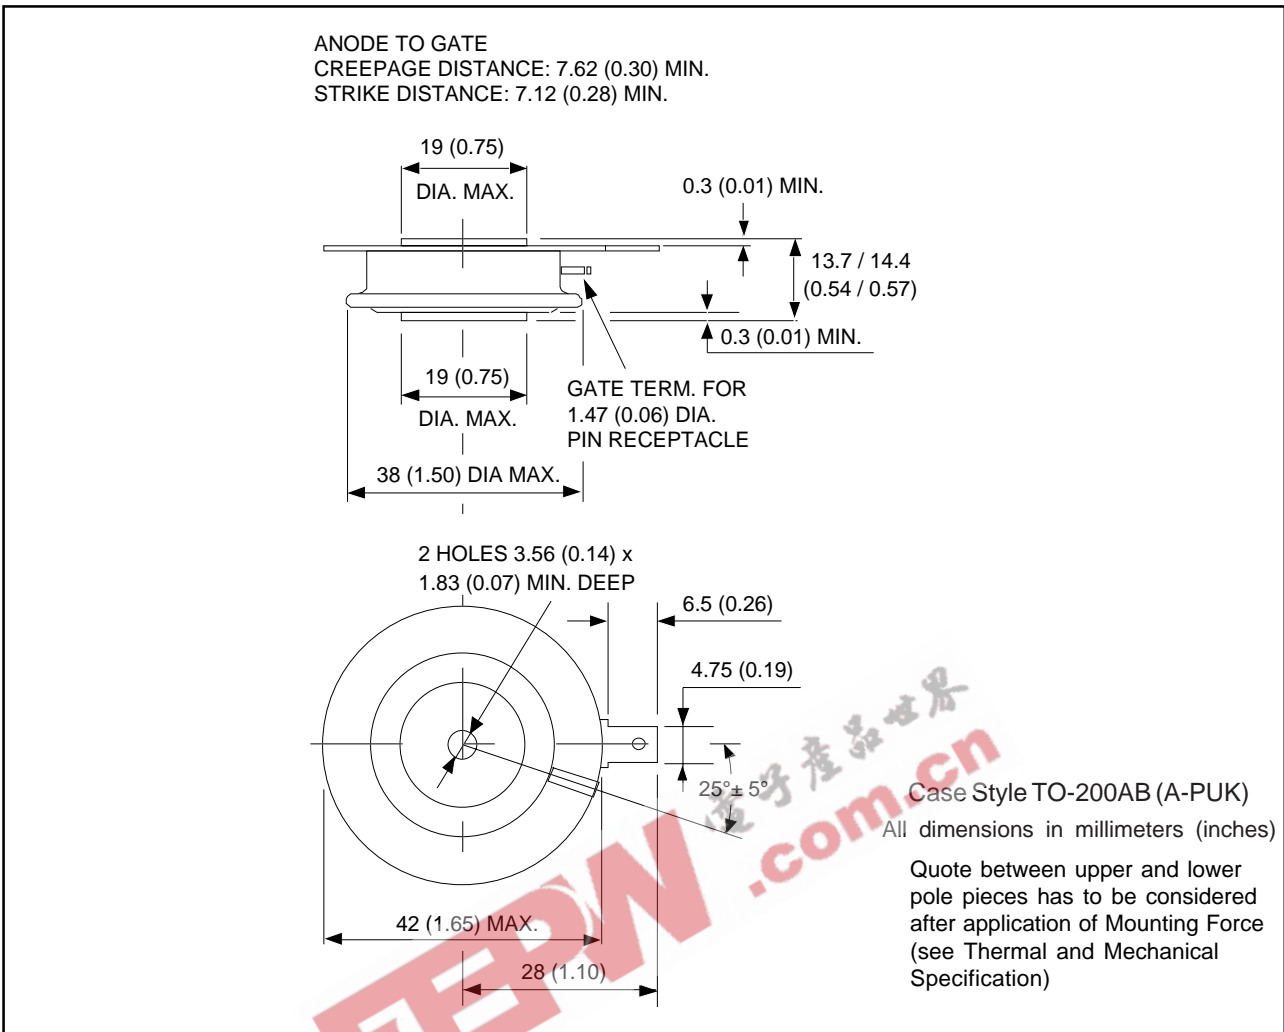 ANODE TO GATE
CREEPAGE DISTANCE: 7.62 (0.30) MIN.
STRIKE DISTANCE: 7.12 (0.28) MIN.
19 (0.75)
DIA. MAX.
0.3 (0.01) MIN.
13.7 / 14.4
(0.54 / 0.57)
0.3 (0.01) MIN.
19 (0.75)
DIA. MAX.
GATE TERM. FOR
1.47 (0.06) DIA.
PIN RECEPTACLE
38 (1.50) DIA MAX.
2 HOLES 3.56 (0.14) x
1.83 (0.07) MIN. DEEP
6.5 (0.26)
4.75 (0.19)
25°± 5°
42 (1.65) MAX.
28 (1.10)
Case Style TO-200AB (A-PUK)
All dimensions in millimeters (inches)
Quote between upper and lower
pole pieces has to be considered
after application of Mounting Force
(see Thermal and Mechanical
Specification)
電子產品世界
.com.cn